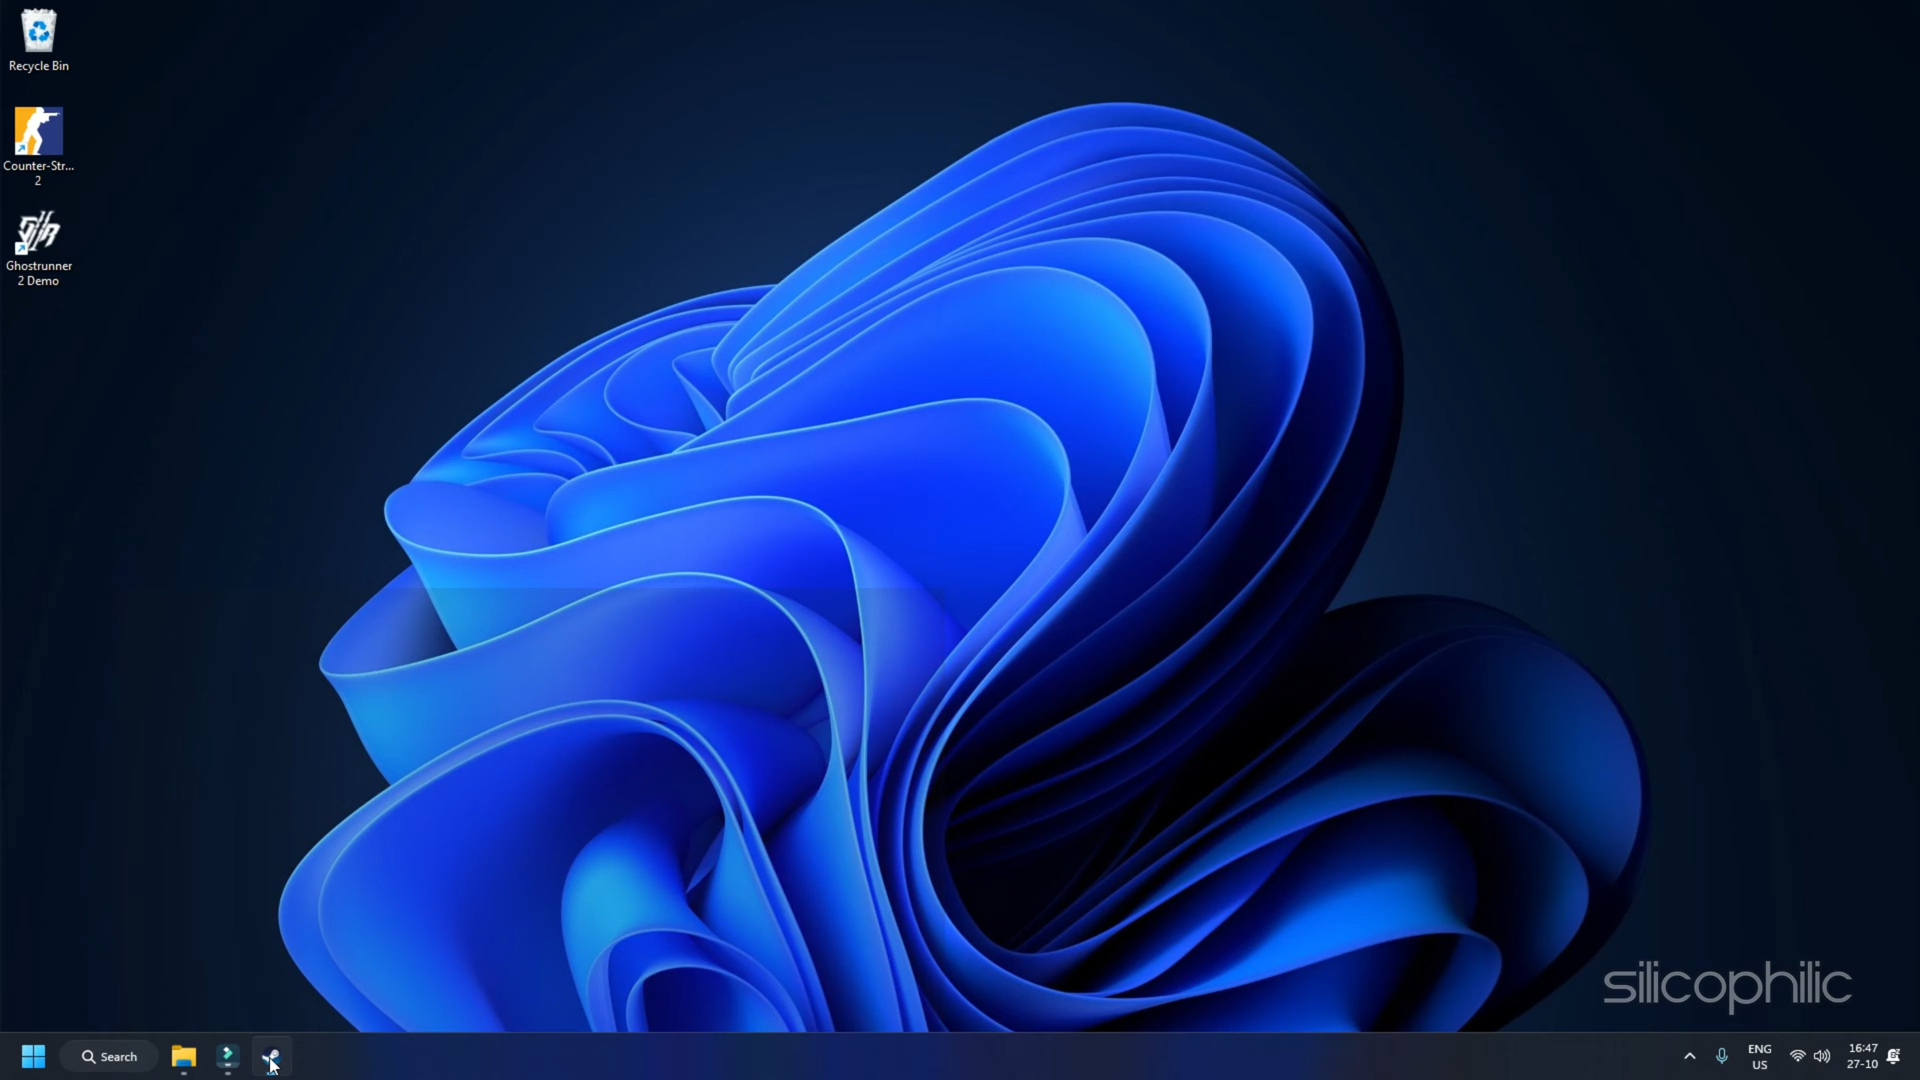 Recycle Bin
Counter-Str...
2
Ghostrunner
2 Demo
silicophilic
Search
ENG
US
16:47
27-10